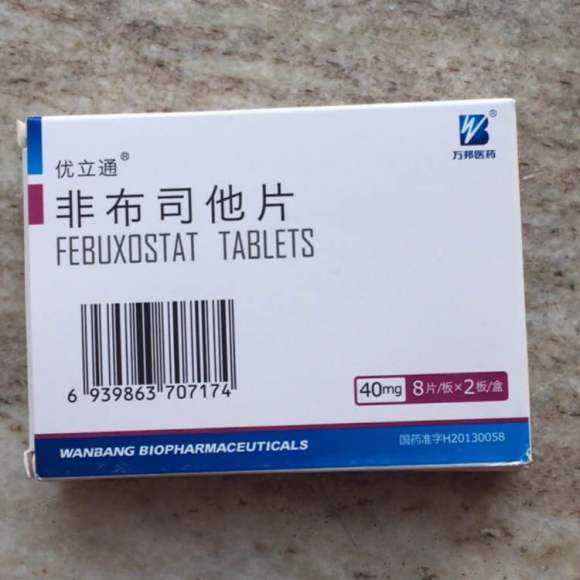 优立通®
非布司他片
FEBUXOSTAT TABLETS
®
万邦医药
6 939863 707174
40mg 8片/板×2板/盒
WANBANG BIOPHARMACEUTICALS
国药准字H20130058